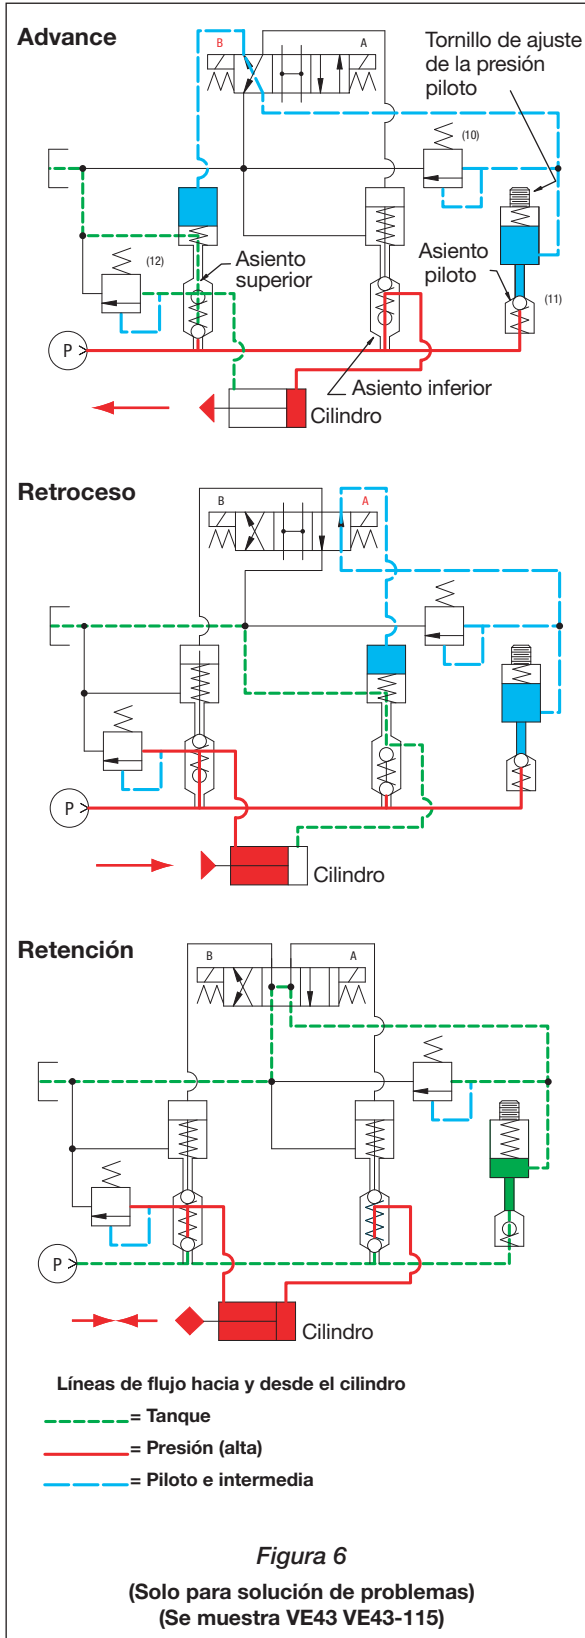 Advance
B
A
Tornillo de ajuste
de la presión
piloto
(10)
(12)
Asiento
superior
Asiento
piloto
(11)
P
Asiento inferior
Cilindro
Retroceso
B
A
P
Cilindro
Retención
B
A
P
Cilindro
Líneas de flujo hacia y desde el cilindro
= Tanque
= Presión (alta)
= Piloto e intermedia
Figura 6
(Solo para solución de problemas)
(Se muestra VE43 VE43-115)